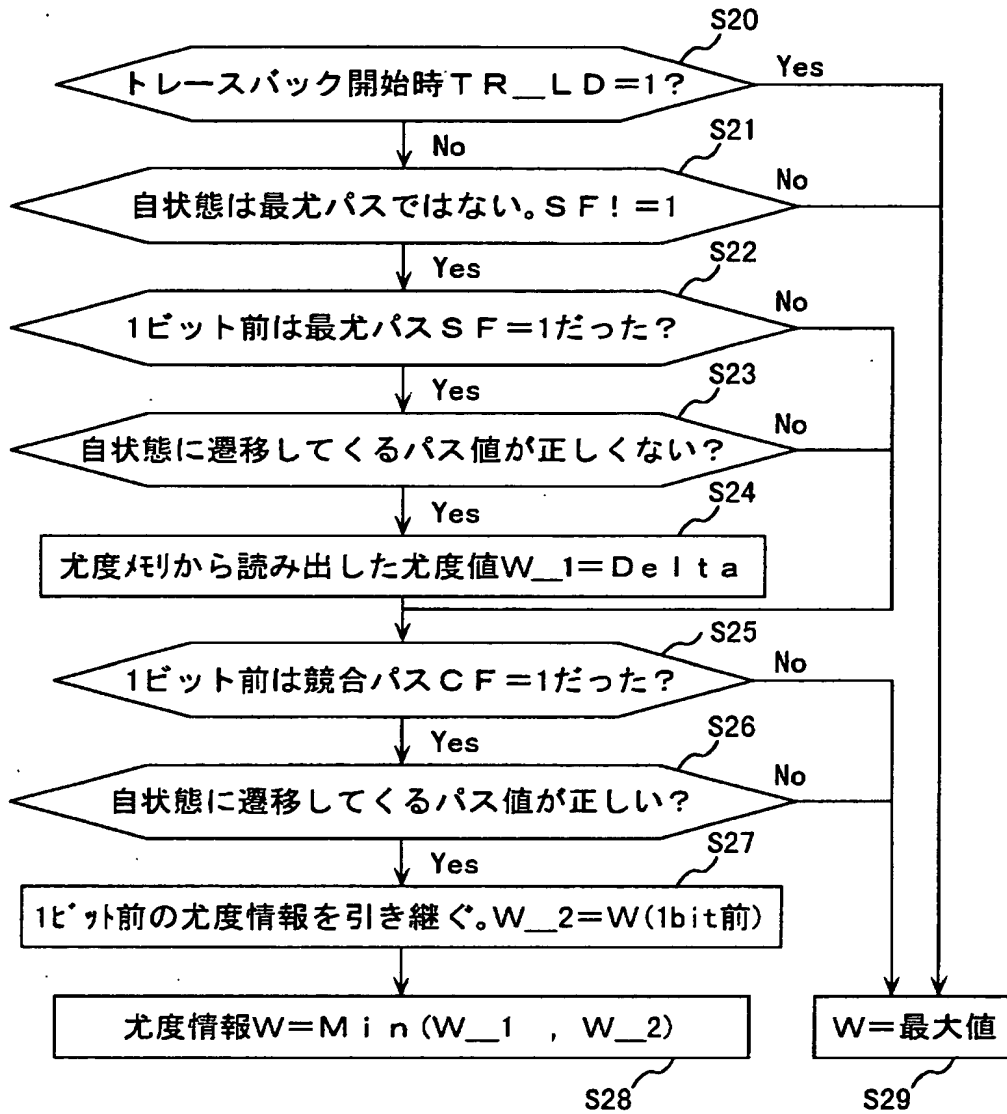 S20
トレースバック開始時TR__LD=1?
Yes
No
S21
自状態は最尤パスではない。SF!=1
No
Yes
S22
1ビット前は最尤パスSF=1だった?
No
Yes
S23
自状態に遷移してくるパス値が正しくない?
No
Yes
S24
尤度メモリから読み出した尤度値W__1=Delta
S25
1ビット前は競合パスCF=1だった?
No
Yes
S26
自状態に遷移してくるパス値が正しい?
No
Yes
S27
1ビット前の尤度情報を引き継ぐ。W__2=W(1bit前)
尤度情報W=Min(W__1 , W__2)
W=最大値
S28
S29